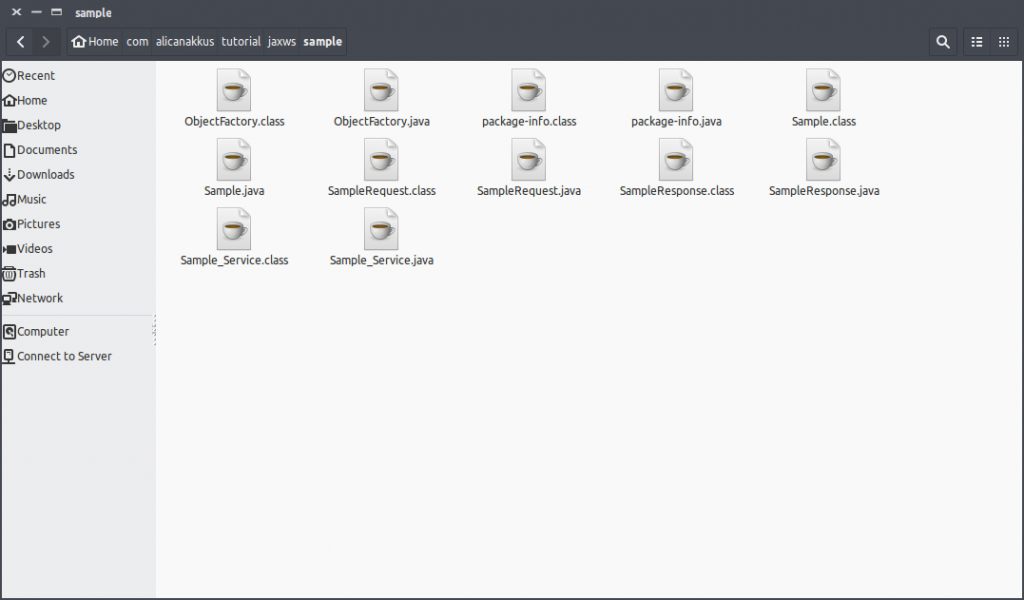 sample
Home com alicanakkus tutorial jaxws sample
Recent
Home
Desktop
Documents
Downloads
Music
Pictures
Videos
Trash
Network
Computer
Connect to Server
ObjectFactory.class ObjectFactory.java package-info.class package-info.java Sample.class
Sample.java SampleRequest.class SampleRequest.java SampleResponse.class SampleResponse.java
Sample_Service.class Sample_Service.java